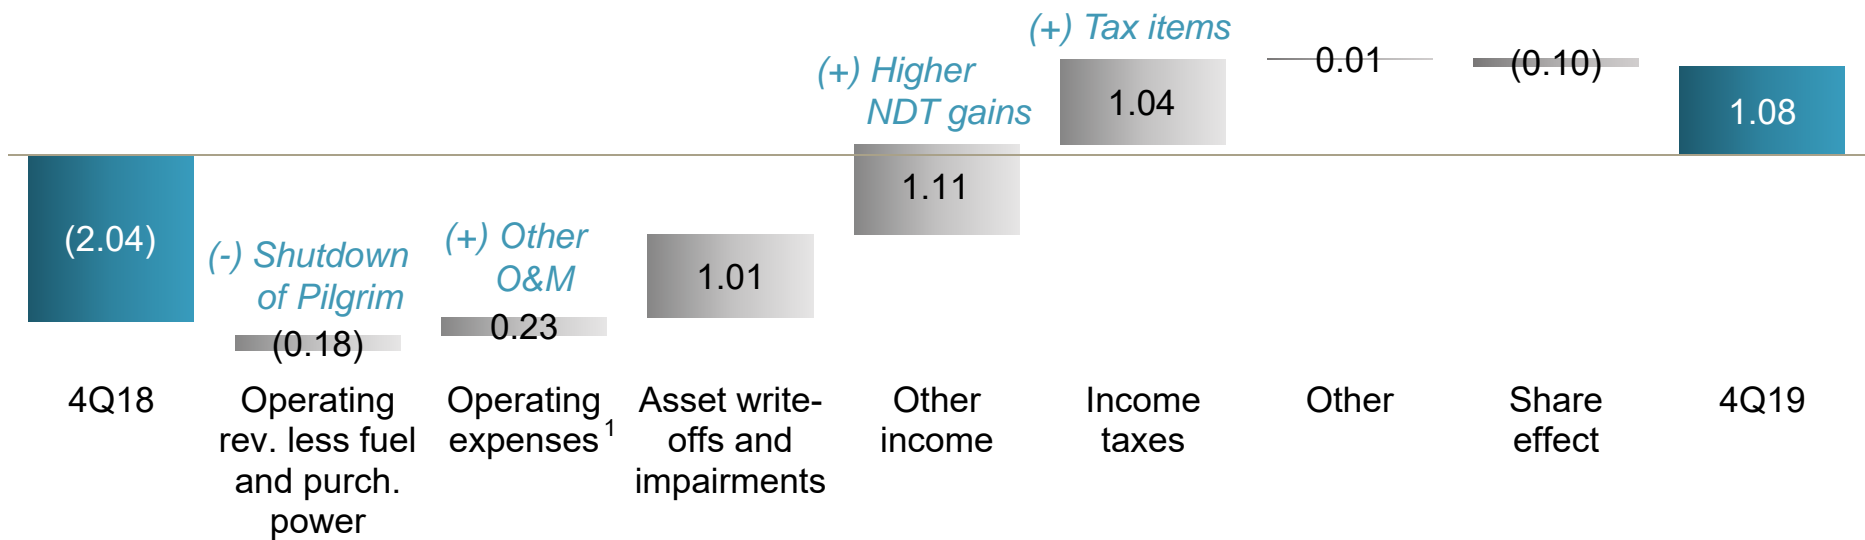 (+) Tax items
(+) Higher
NDT gains
0.01
(0.10)
1.04
1.08
1.11
(2.04)
(-) Shutdown
of Pilgrim
(+) Other
O&M
1.01
(0.18)
0.23
4Q18
Operating
rev. less fuel
and purch.
power
Operating
expenses 1
Asset write-
offs and
impairments
Other
income
Income
taxes
Other
Share
effect
4Q19